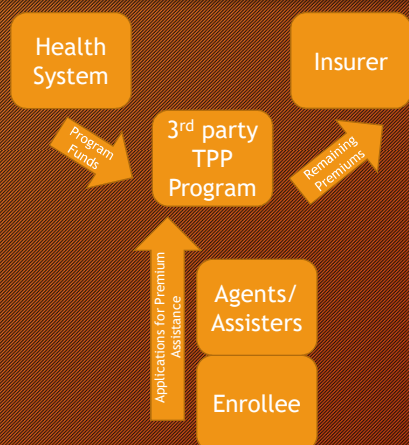 Health
System
Insurer
Program
Funds
3rd party
TPP
Program
Remaining
Premiums
Applications for Premium
Assistance
Agents/
Assisters
Enrollee